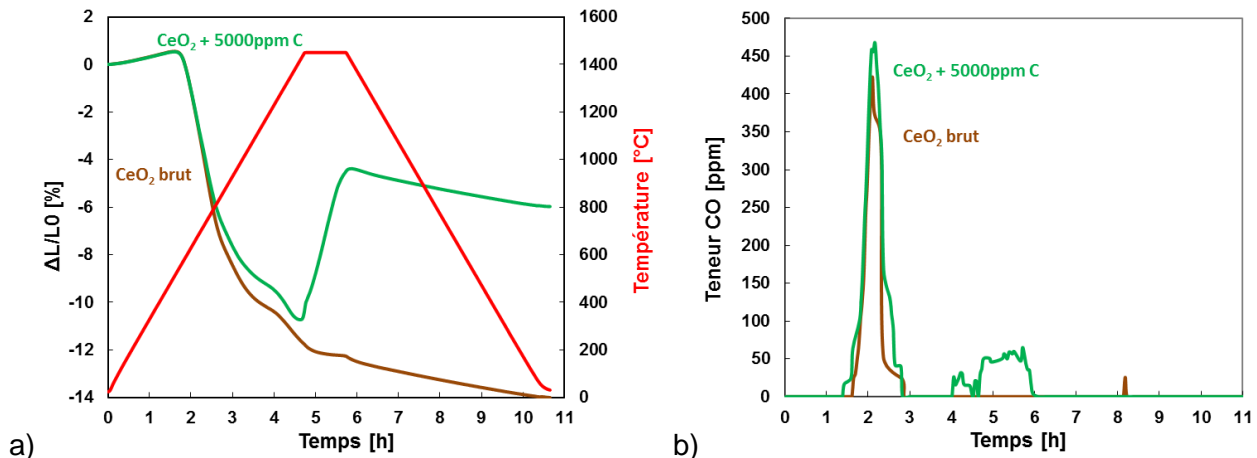 CeO₂ + 5000ppm C
CeO₂ brut
ΔL/L0 [%]
2
0
-2
-4
-6
-8
-10
-12
-14
0 1 2 3 4 5 6 7 8 9 10 11
Temps [h]
1600
1400
1200
1000
800
600
400
200
0
Température [°C]
a)
CeO₂ + 5000ppm C
CeO₂ brut
Teneur CO [ppm]
500
450
400
350
300
250
200
150
100
50
0
0 1 2 3 4 5 6 7 8 9 10 11
Temps [h]
b)